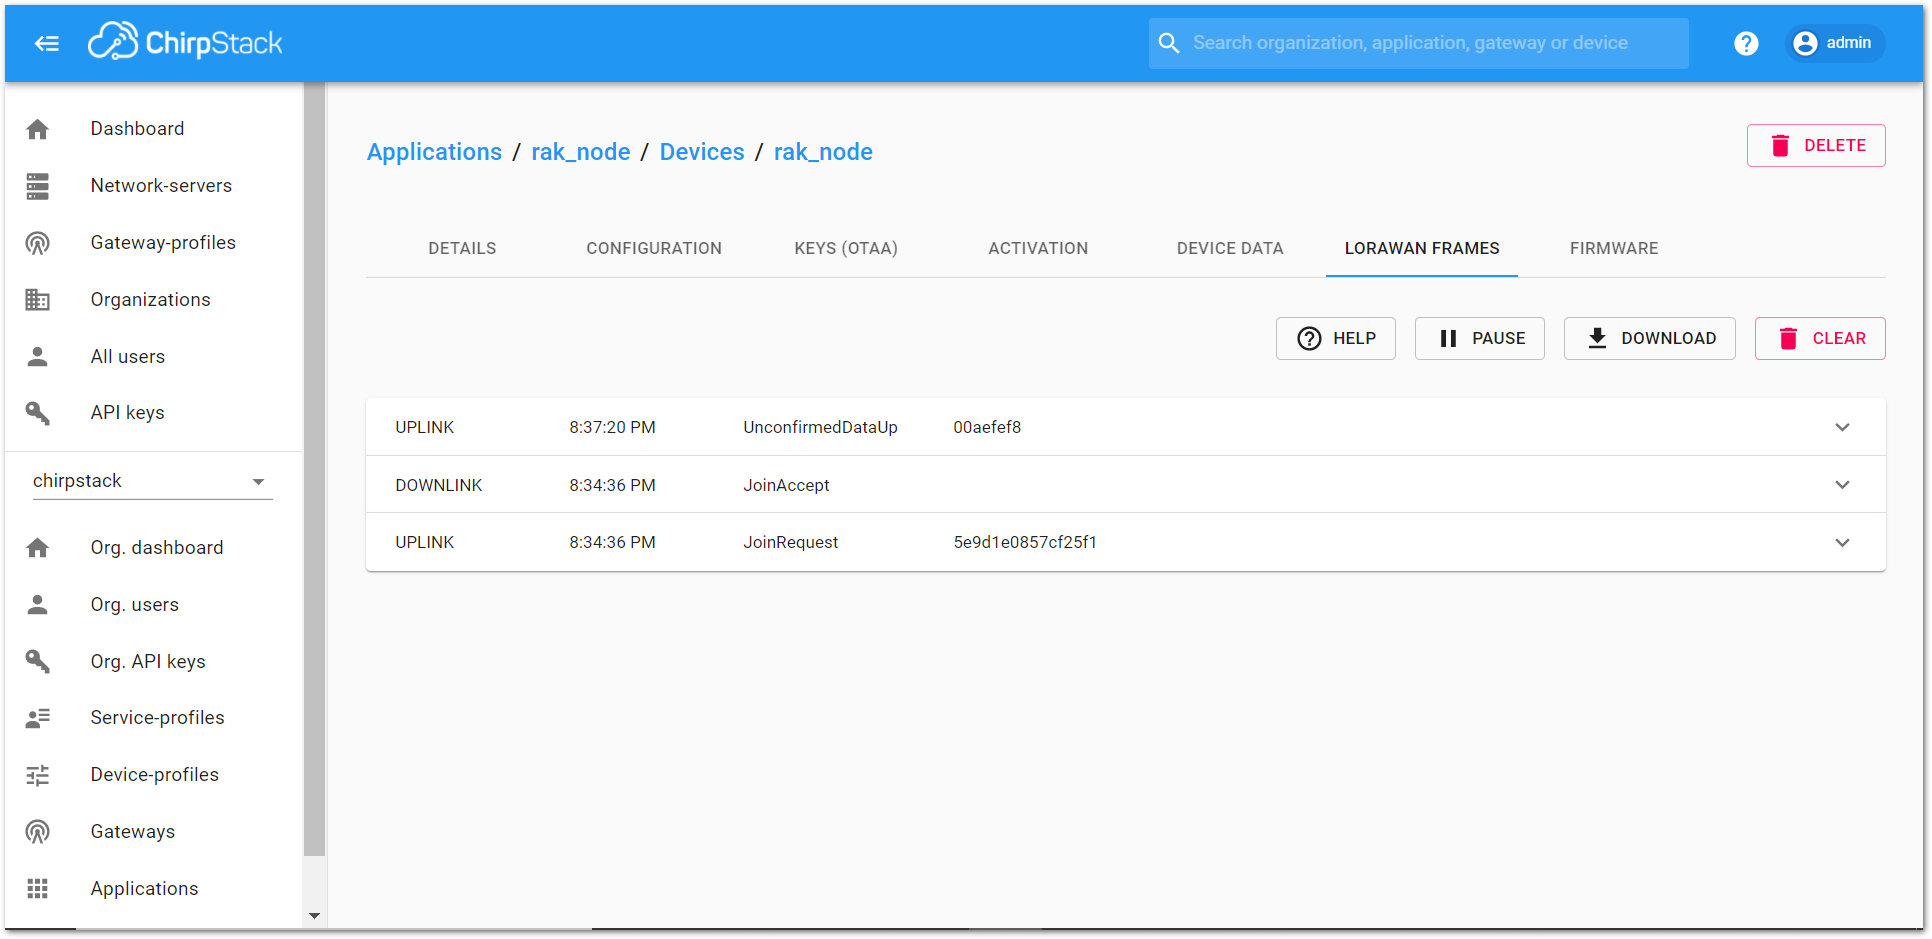 ChirpStack
Search organization, application, gateway or device
admin
Dashboard
Network-servers
Gateway-profiles
Organizations
All users
API keys
chirpstack
Org. dashboard
Org. users
Org. API keys
Service-profiles
Device-profiles
Gateways
Applications
Applications / rak_node / Devices / rak_node
DELETE
DETAILS CONFIGURATION KEYS (OTAA) ACTIVATION DEVICE DATA LORAWAN FRAMES FIRMWARE
HELP PAUSE DOWNLOAD CLEAR
UPLINK 8:37:20 PM UnconfirmedDataUp 00aefef8
DOWNLINK 8:34:36 PM JoinAccept
UPLINK 8:34:36 PM JoinRequest 5e9d1e0857cf25f1